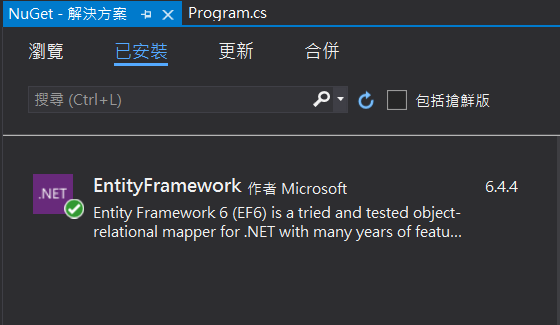 NuGet - 解決方案
Program.cs
瀏覽 已安裝 更新 合併
搜尋 (Ctrl+L)
包括搶鮮版
.NET
EntityFramework 作者 Microsoft
6.4.4
Entity Framework 6 (EF6) is a tried and tested object-
relational mapper for .NET with many years of featu...